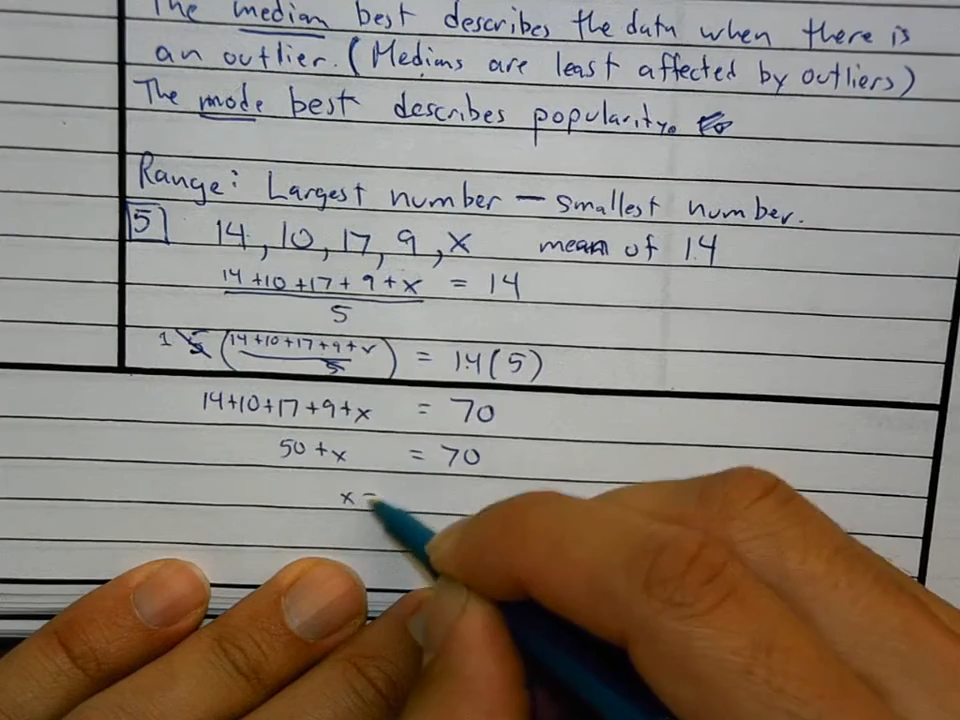 The median best describes the data when there is
an outlier. (Medians are least affected by outliers)
The mode best describes popularity.
Range: Largest number - smallest number.
5 14, 10, 17, 9, x mean of 14
14+10+17+9+x = 14
5
1 5 (14+10+17+9+x) = 14(5)
5
14+10+17+9+x = 70
50+x = 70
x =